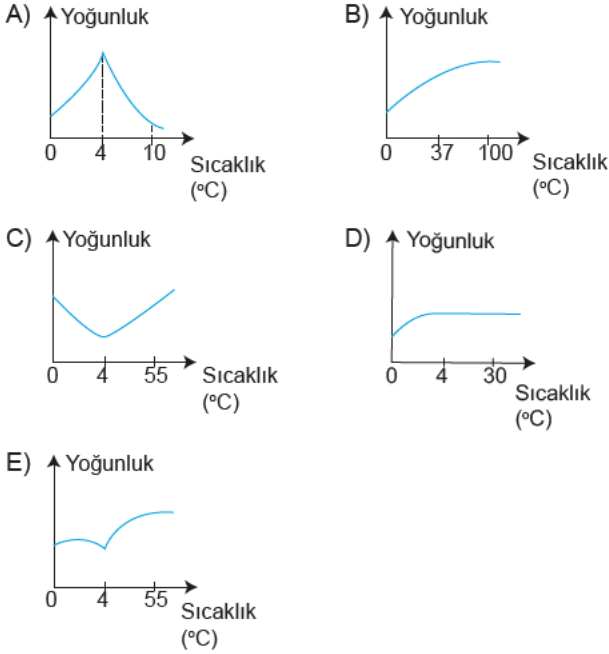 A) Yoğunluk
0 4 10 Sıcaklık
(°C)
B) Yoğunluk
0 37 100 Sıcaklık
(°C)
C) Yoğunluk
0 4 55 Sıcaklık
(°C)
D) Yoğunluk
0 4 30 Sıcaklık
(°C)
E) Yoğunluk
0 4 55 Sıcaklık
(°C)